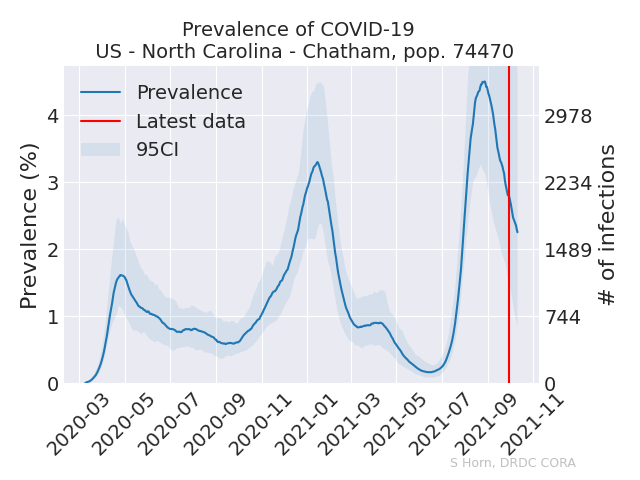 Prevalence of COVID-19
US - North Carolina - Chatham, pop. 74470
Prevalence
Latest data
95CI
Prevalence (%)
4
3
2
1
0
2978
2234
1489
744
0
# of infections
2020-03
2020-05
2020-07
2020-09
2020-11
2021-01
2021-03
2021-05
2021-07
2021-09
2021-11
S Horn, DRDC CORA